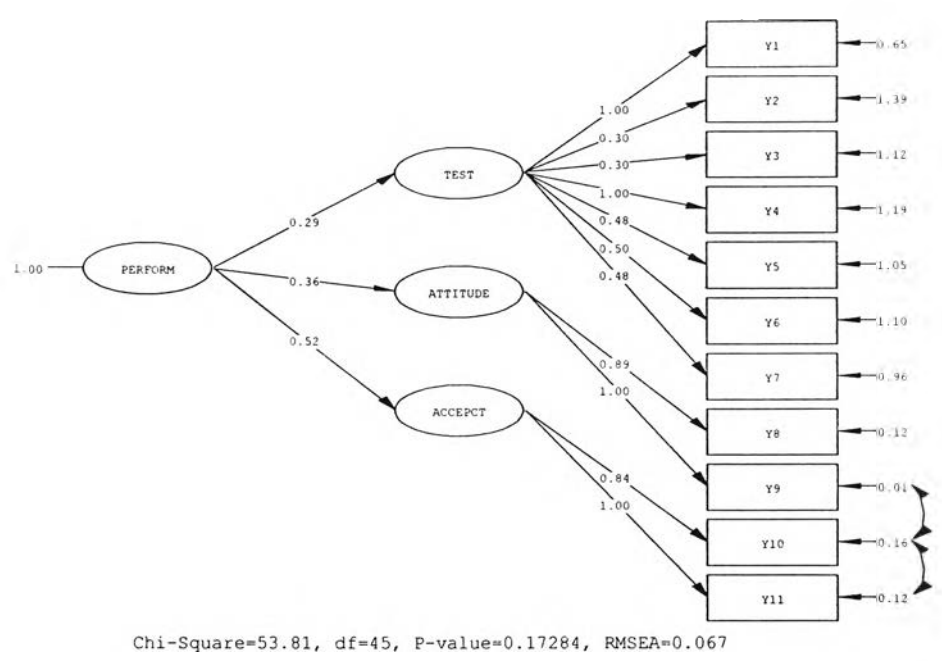 Y1
0.65
Y2
1.39
1.00
0.30
Y3
1.12
0.30
TEST
1.00
Y4
1.19
0.29
0.48
1.00
PERFORM
0.50
Y5
1.05
0.36
ATTITUDE
0.48
Y6
1.10
0.52
0.89
Y7
0.96
1.00
ACCEPCT
Y8
0.12
0.84
Y9
0.01
1.00
Y10
0.16
Y11
0.12
Chi-Square=53.81, df=45, P-value=0.17284, RMSEA=0.067